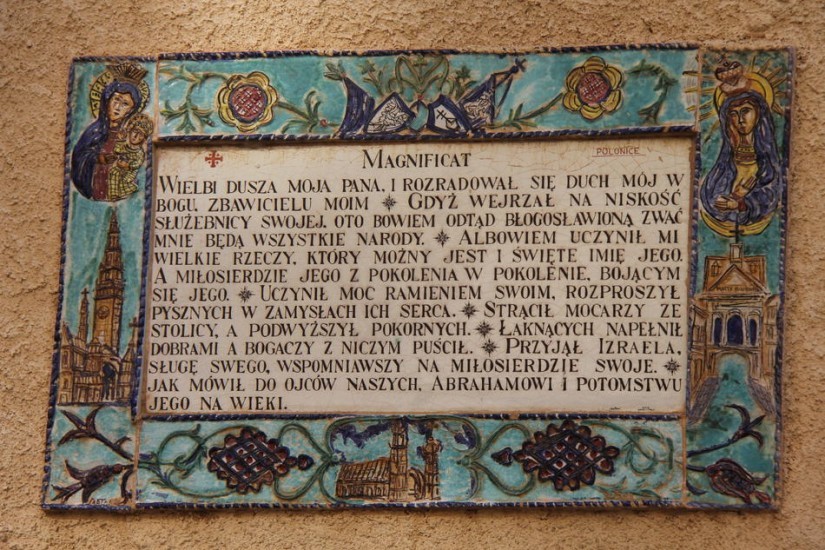 Magnificat
POLONICE
Wielbi dusza moja Pana, i rozradował się duch mój w
Bogu, Zbawicielu moim ✷ Gdyż wejrzał na niskość
służebnicy swojej, oto bowiem odtąd błogosławioną zwać
mnie będą wszystkie narody. ✷ Albowiem uczynił mi
wielkie rzeczy, który możny jest i święte imię jego.
A miłosierdzie jego z pokolenia w pokolenie, bojącym
się jego. ✷ Uczynił moc ramieniem swoim, rozproszył
pysznych w zamysłach ich serca. ✷ Strącił mocarzy ze
stolicy, a podwyższył pokornych. ✷ Łaknących napełnił
dobrami a bogaczy z niczym puścił. ✷ Przyjął Izraela,
sługę swego, wspomniawszy na miłosierdzie swoje. ✷
jak mówił do ojców naszych, Abrahamowi i potomstwu
jego na wieki.